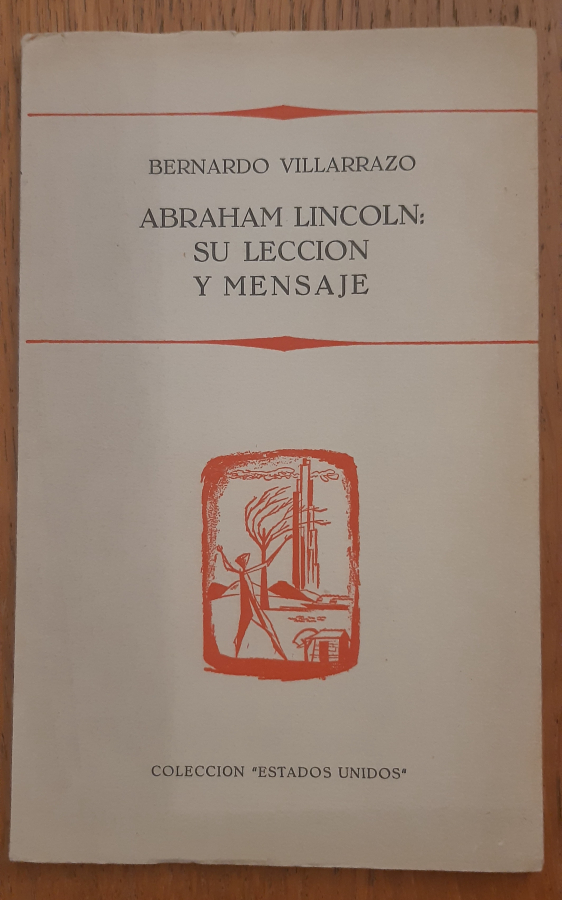 BERNARDO VILLARRAZO
ABRAHAM LINCOLN:
SU LECCION
Y MENSAJE
COLECCION "ESTADOS UNIDOS"